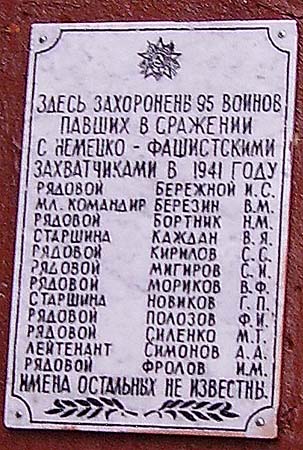 ЗДЕСЬ ЗАХОРОНЕНЫ 95 ВОИНОВ
ПАВШИХ В СРАЖЕНИИ
С НЕМЕЦКО - ФАШИСТСКИМИ
ЗАХВАТЧИКАМИ В 1941 ГОДУ
РЯДОВОЙ БЕРЕЖНОЙ И.С.
МЛ. КОМАНДИР БЕРЕЗИН В.М.
РЯДОВОЙ БОРТНИК Н.М.
СТАРШИНА КАЖДАН В.Я.
РЯДОВОЙ КИРИЛОВ С.С.
РЯДОВОЙ МИГИРОВ С.И.
РЯДОВОЙ МОРИКОВ В.Ф.
СТАРШИНА НОВИКОВ Г.П.
РЯДОВОЙ ПОЛОЗОВ Ф.И.
РЯДОВОЙ СИЛЕНКО М.Т.
ЛЕЙТЕНАНТ СИМОНОВ А.А.
РЯДОВОЙ ФРОЛОВ И.М.
ИМЕНА ОСТАЛЬНЫХ НЕ ИЗВЕСТНЫ.